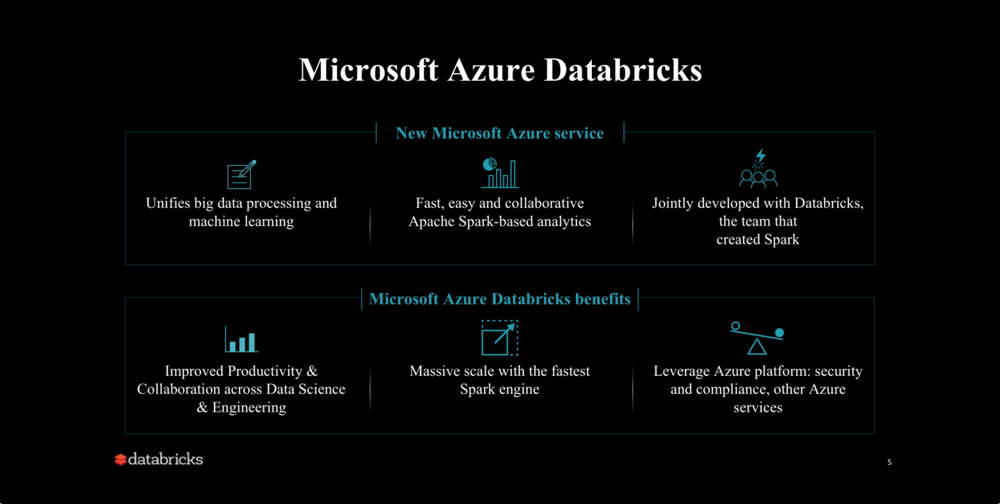 Microsoft Azure Databricks
New Microsoft Azure service
Unifies big data processing and
machine learning
Fast, easy and collaborative
Apache Spark-based analytics
Jointly developed with Databricks,
the team that
created Spark
Microsoft Azure Databricks benefits
Improved Productivity &
Collaboration across Data Science
& Engineering
Massive scale with the fastest
Spark engine
Leverage Azure platform: security
and compliance, other Azure
services
databricks
5